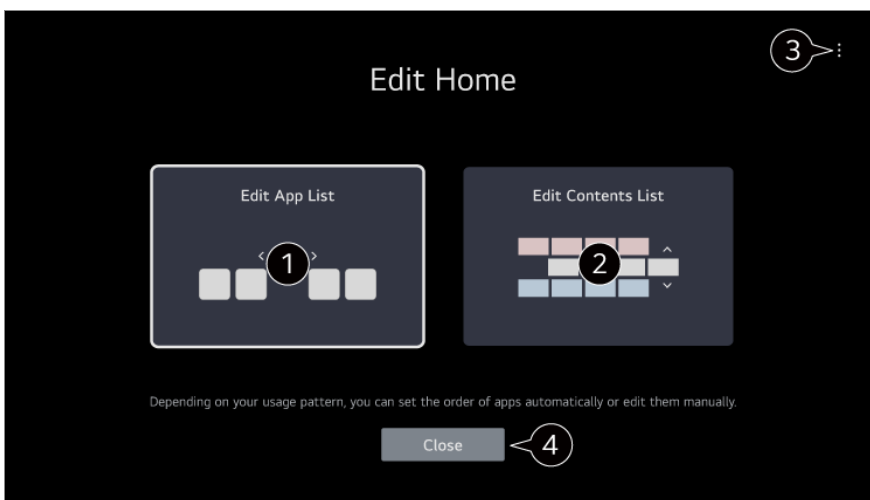 3
Edit Home
Edit App List
Edit Contents List
1
2
Depending on your usage pattern, you can set the order of apps automatically or edit them manually.
Close
4